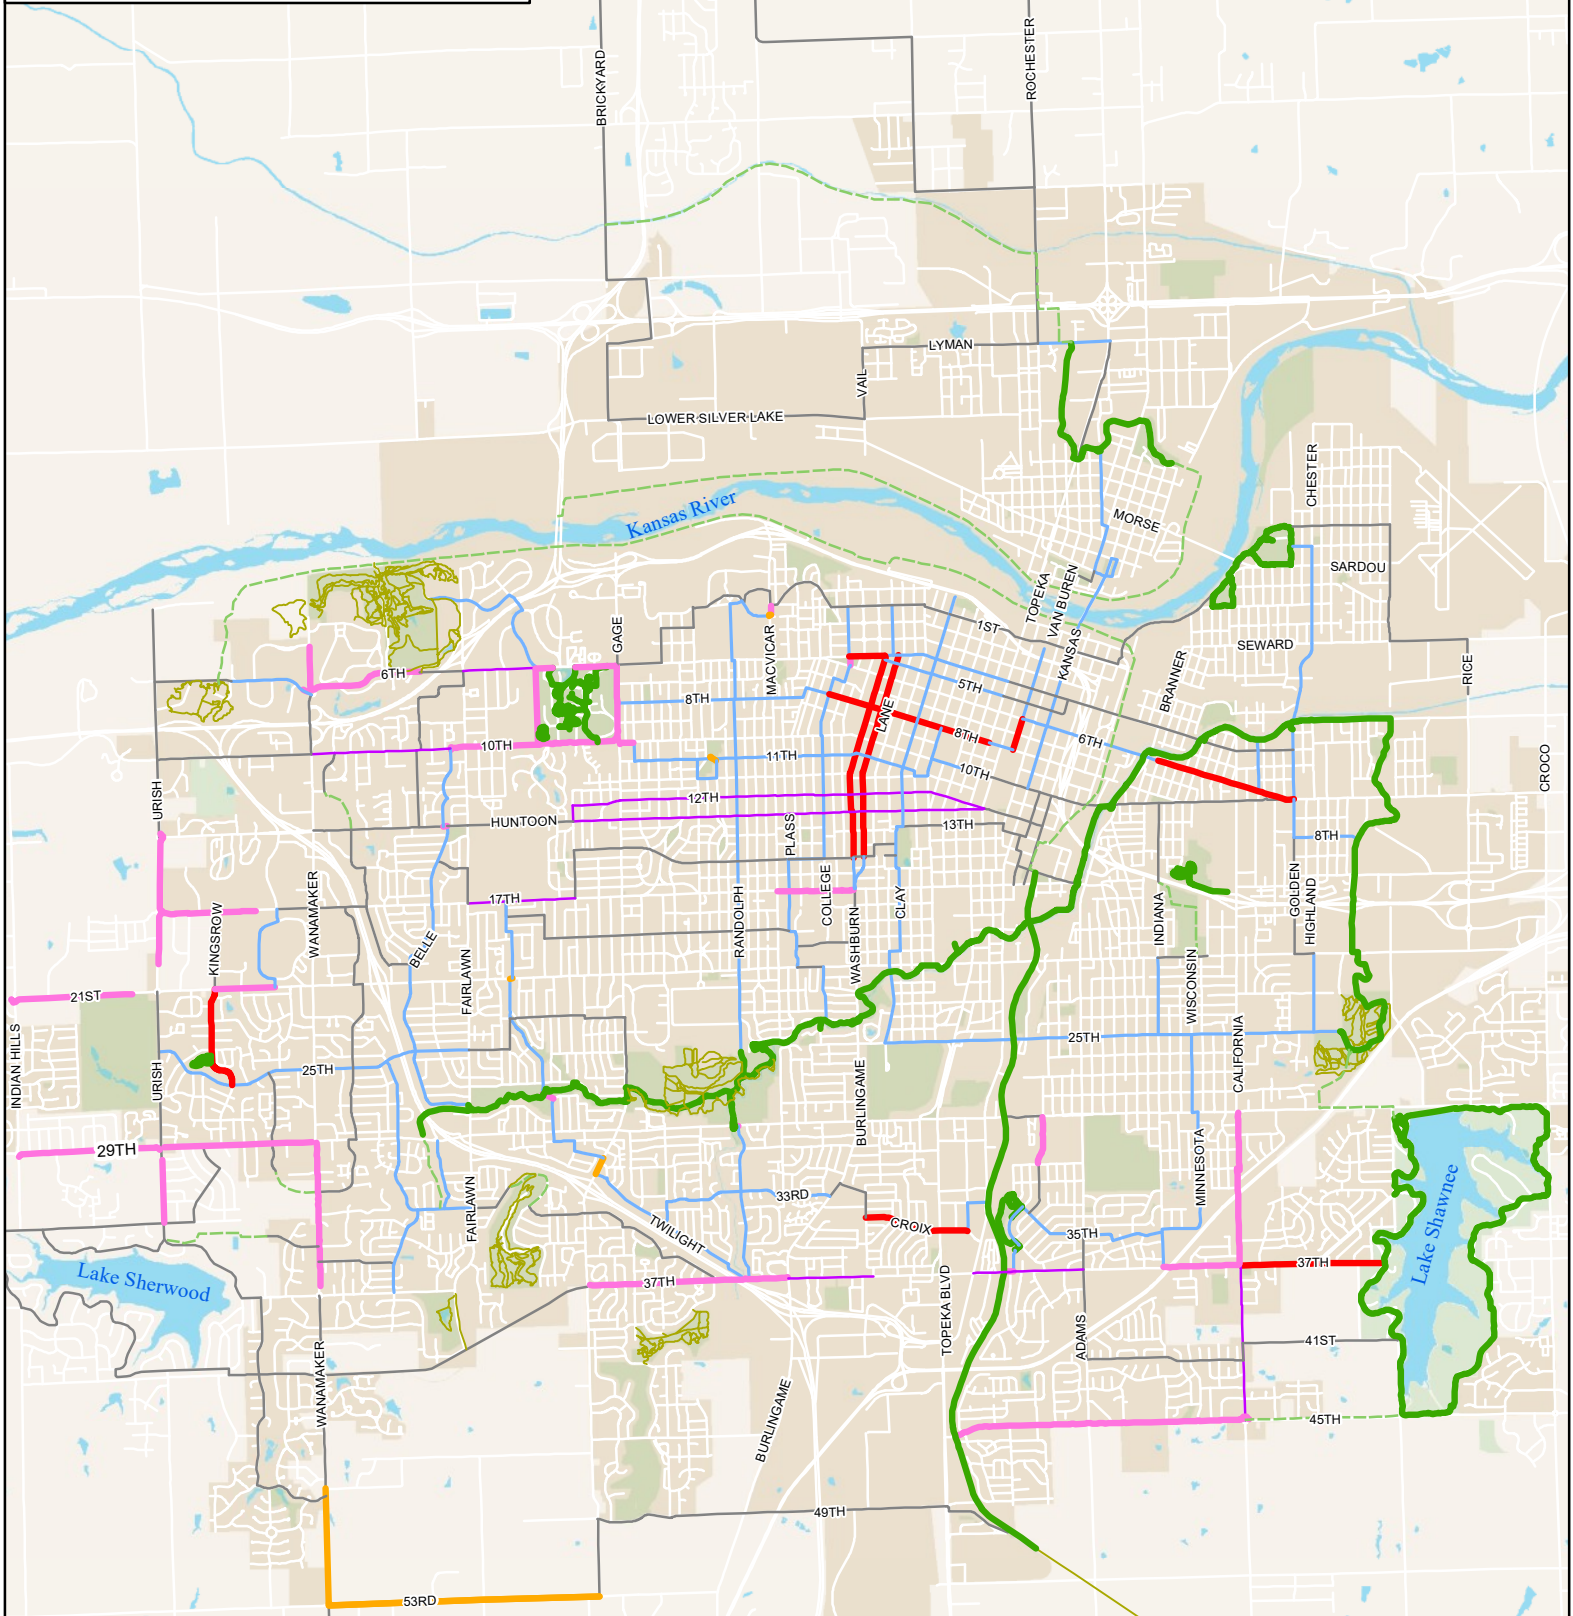 BRICKYARD
ROCHESTER
LYMAN
VAIL
LOWER SILVER LAKE
CHESTER
Kansas River
MORSE
SARDOU
TOPEKA
VAN BUREN
KANSAS
1ST
GAGE
MACVICAR
SEWARD
BRANNER
RICE
6TH
8TH
5TH
LANE
8TH
6TH
10TH
11TH
10TH
CROCO
URISH
12TH
HUNTOON
PLASS
13TH
8TH
WANAMAKER
17TH
RANDOLPH
COLLEGE
CLAY
INDIANA
GOLDEN
HIGHLAND
KINGSROW
BELLE
FAIRLAWN
WASHBURN
WISCONSIN
21ST
INDIAN HILLS
URISH
25TH
25TH
CALIFORNIA
BURLINGAME
29TH
MINNESOTA
FAIRLAWN
33RD
TWILIGHT
CROIX
35TH
Lake Shawnee
Lake Sherwood
37TH
37TH
TOPEKA BLVD
ADAMS
41ST
WANAMAKER
BURLINGAME
45TH
49TH
53RD